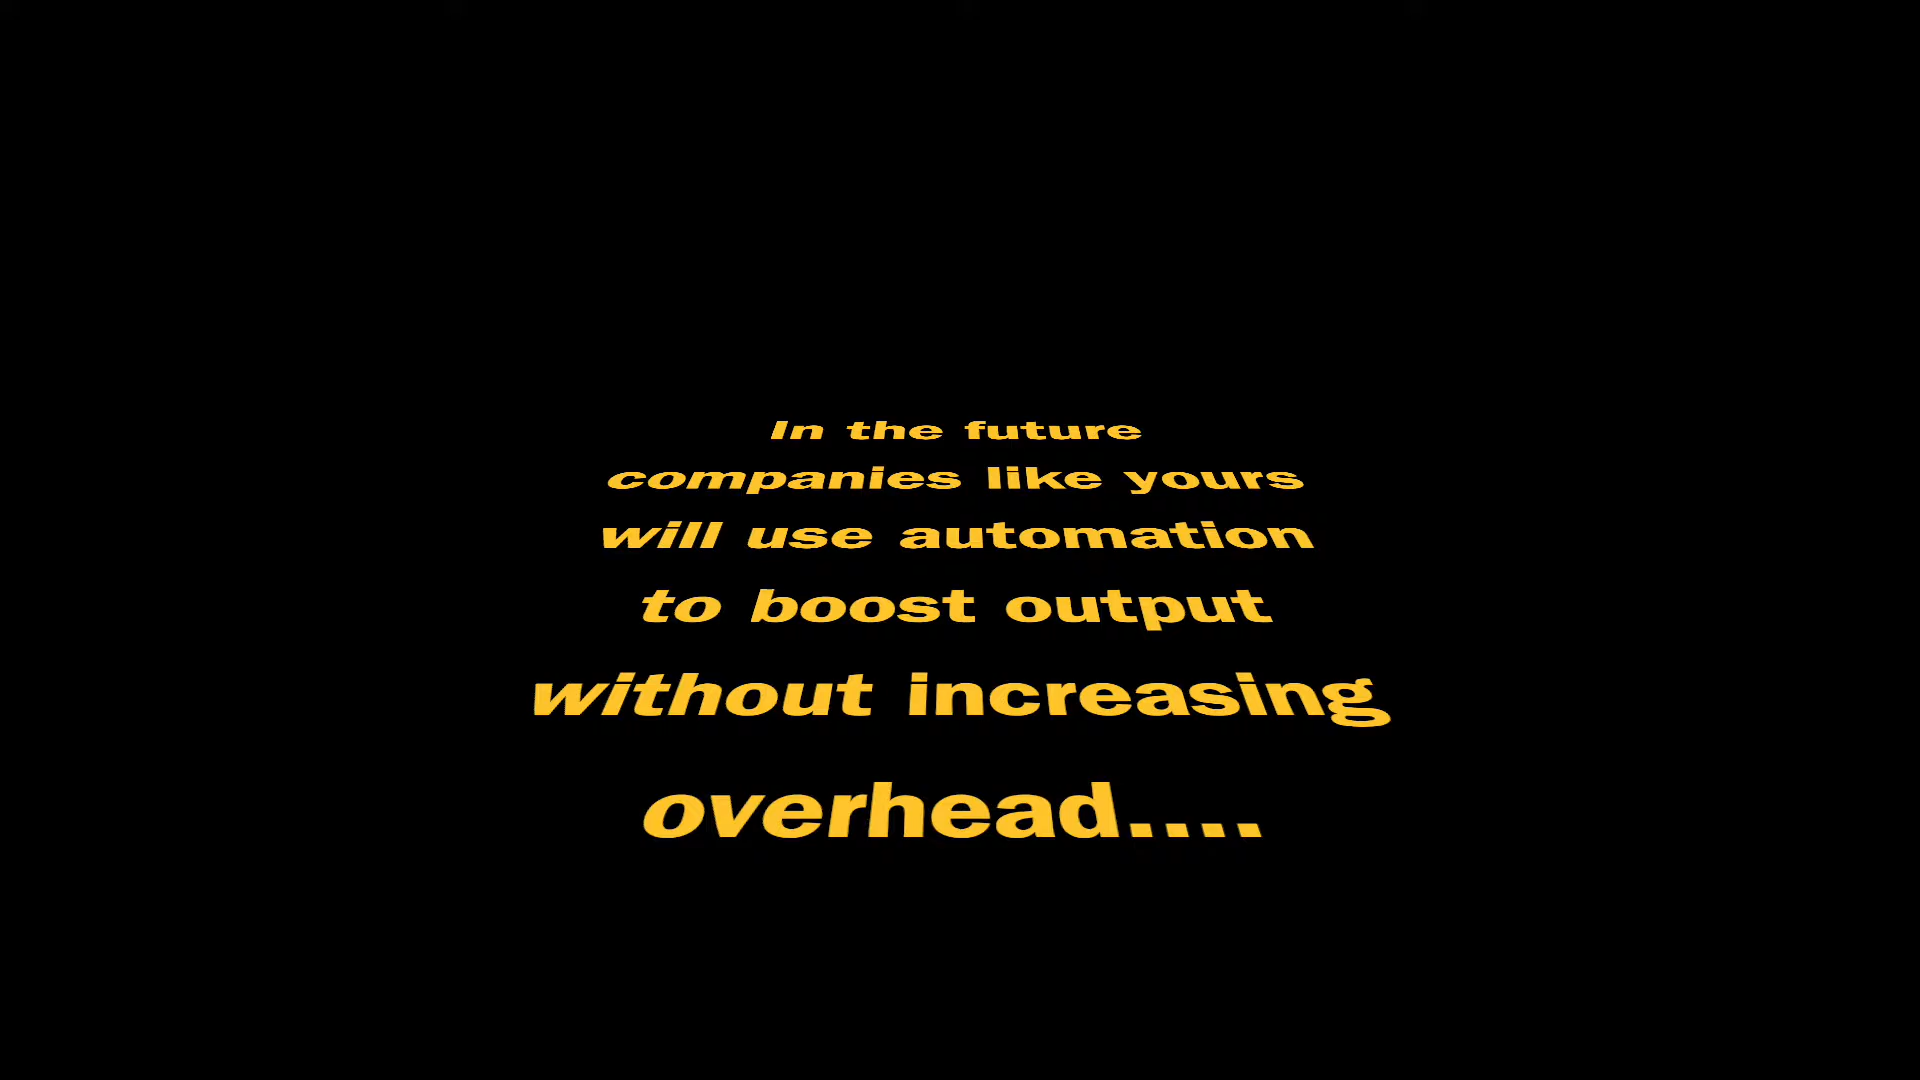 In the future
companies like yours
will use automation
to boost output
without increasing
overhead....